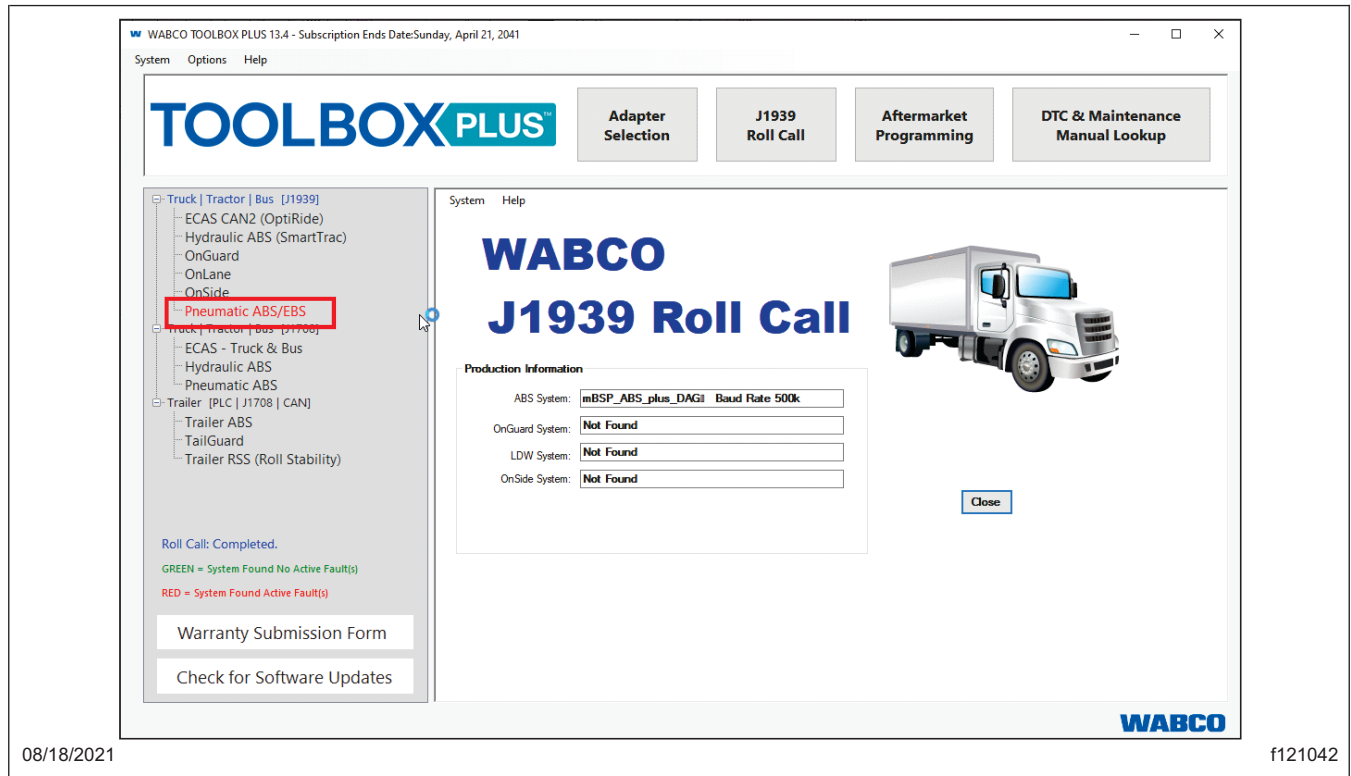 WABCO TOOLBOX PLUS 13.4 - Subscription Ends Date:Sunday, April 21, 2041
System Options Help
TOOLBOX PLUS™
Adapter
Selection
J1939
Roll Call
Aftermarket
Programming
DTC & Maintenance
Manual Lookup
Truck | Tractor | Bus [J1939]
ECAS CAN2 (OptiRide)
Hydraulic ABS (SmartTrac)
OnGuard
OnLane
OnSide
Pneumatic ABS/EBS
Truck | Tractor | Bus [J1708]
ECAS - Truck & Bus
Hydraulic ABS
Pneumatic ABS
Trailer [PLC | J1708 | CAN]
Trailer ABS
TailGuard
Trailer RSS (Roll Stability)
Roll Call: Completed.
GREEN = System Found No Active Fault(s)
RED = System Found Active Fault(s)
Warranty Submission Form
Check for Software Updates
System Help
WABCO
J1939 Roll Call
Production Information
ABS System: mBSP_ABS_plus_DAG Baud Rate 500k
OnGuard System: Not Found
LDW System: Not Found
OnSide System: Not Found
Close
WABCO
08/18/2021
f121042